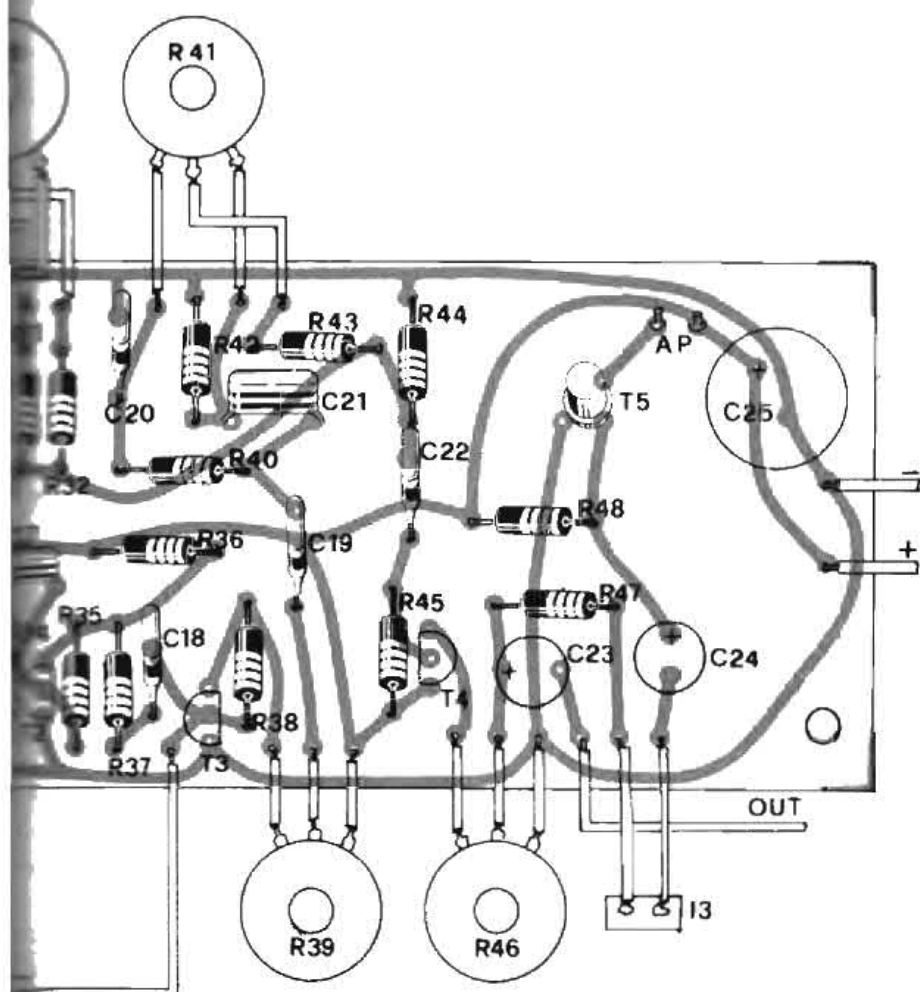 R41
R44
R43
R42
AP
T5
C21
C25
C20
C22
-
R40
R32
R48
R36
C19
+
R45
R47
R35
C18
C23
C24
T4
R38
R37
T3
OUT
I3
R39
R46
+
+
+